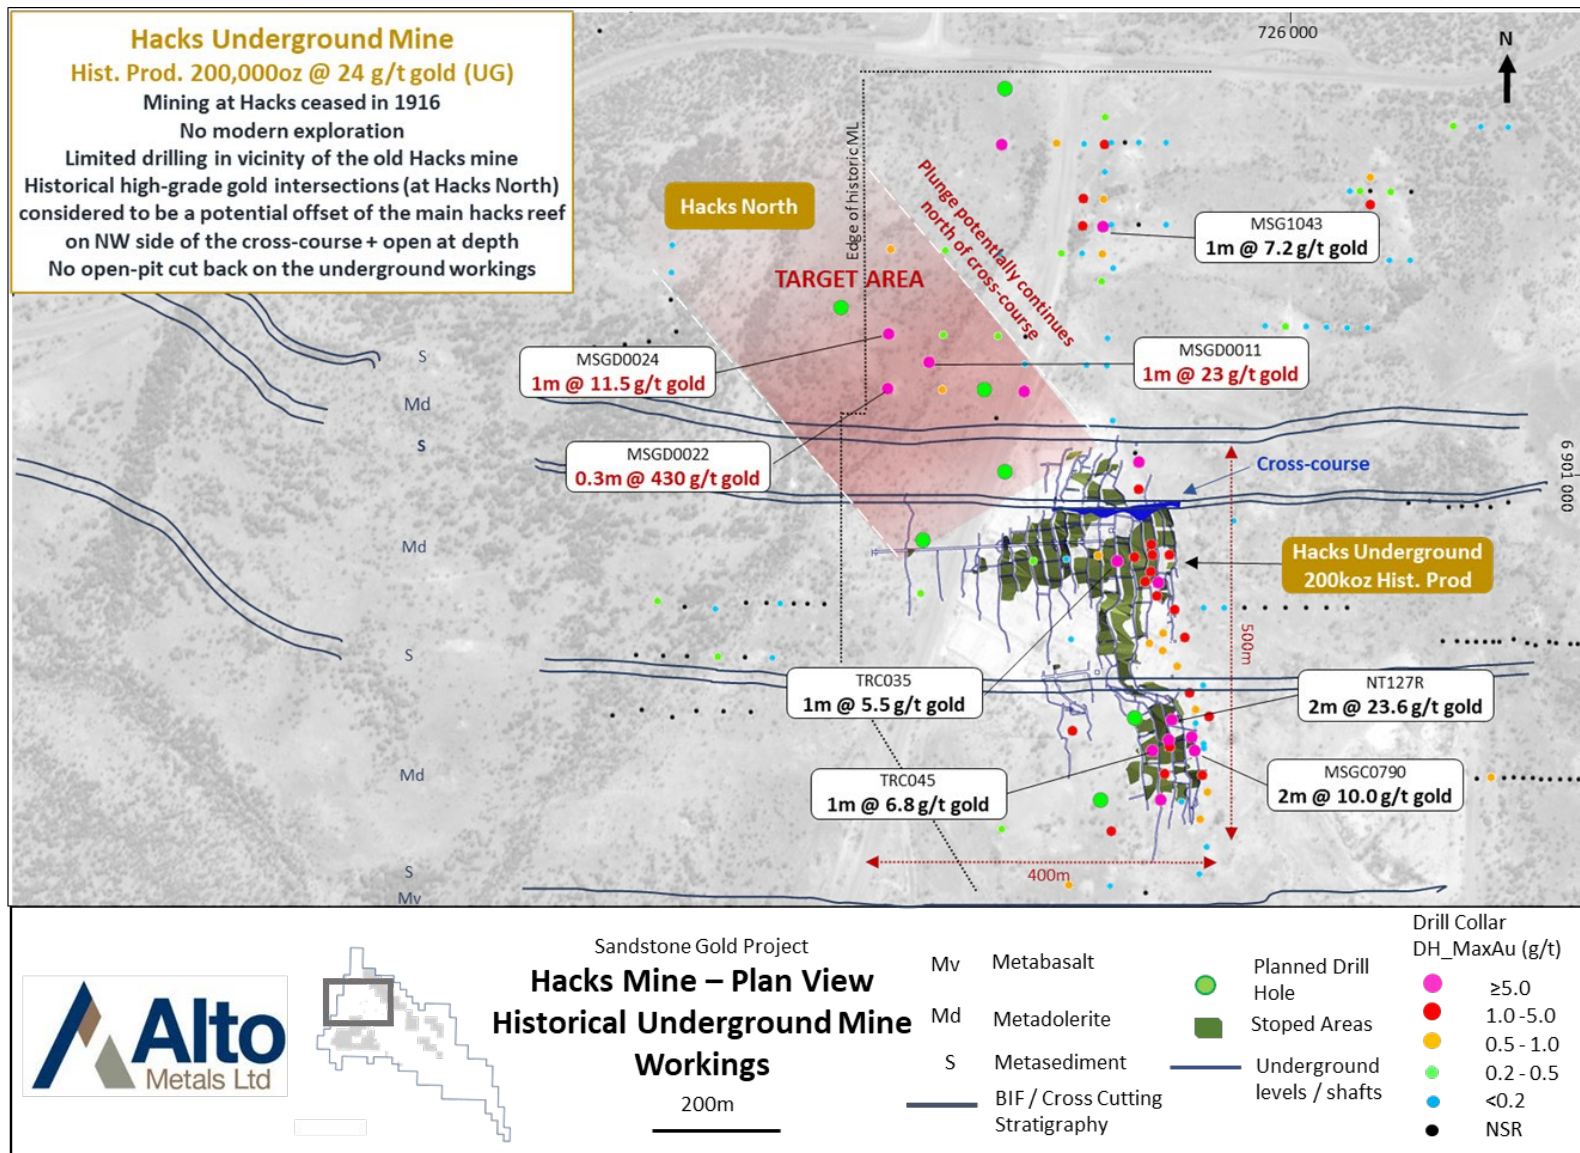 Hacks Underground Mine
Hist. Prod. 200,000oz @ 24 g/t gold (UG)
Mining at Hacks ceased in 1916
No modern exploration
Limited drilling in vicinity of the old Hacks mine
Historical high-grade gold intersections (at Hacks North)
considered to be a potential offset of the main hacks reef
on NW side of the cross-course + open at depth
No open-pit cut back on the underground workings
726 000
N
Edge of historic ML
Hacks North
Plunge potentially continues
north of cross-course
MSG1043
1m @ 7.2 g/t gold
TARGET AREA
S
MSGD0024
1m @ 11.5 g/t gold
MSGD0011
1m @ 23 g/t gold
Md
S
MSGD0022
0.3m @ 430 g/t gold
Cross-course
6 901 000
Md
Hacks Underground
200koz Hist. Prod
S
500m
TRC035
1m @ 5.5 g/t gold
NT127R
2m @ 23.6 g/t gold
Md
TRC045
1m @ 6.8 g/t gold
MSGC0790
2m @ 10.0 g/t gold
S
400m
Mv
Alto
Metals Ltd
Sandstone Gold Project
Hacks Mine – Plan View
Historical Underground Mine
Workings
200m
Mv Metabasalt
Md Metadolerite
S Metasediment
BIF / Cross Cutting
Stratigraphy
Planned Drill
Hole
Stoped Areas
Underground
levels / shafts
Drill Collar
DH_MaxAu (g/t)
≥5.0
1.0 -5.0
0.5 - 1.0
0.2 - 0.5
<0.2
NSR